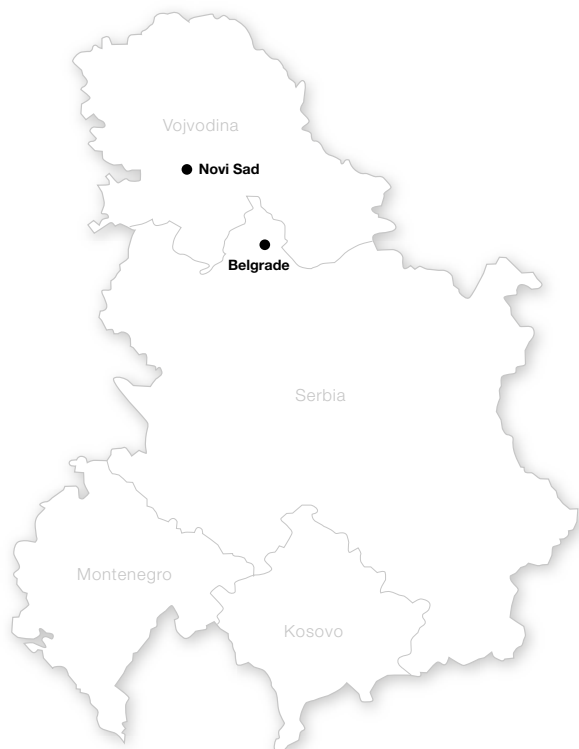 Vojvodina
Novi Sad
Belgrade
Serbia
Montenegro
Kosovo